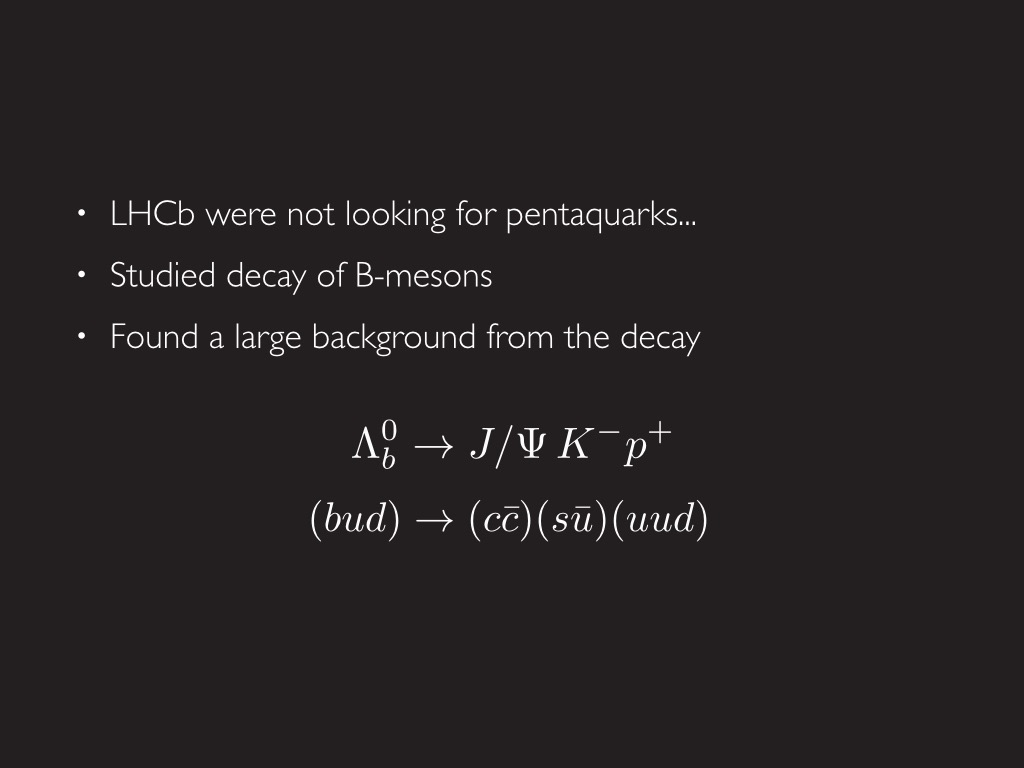 • LHCb were not looking for pentaquarks...
• Studied decay of B-mesons
• Found a large background from the decay
Λ_b^0 → J/Ψ K⁻p⁺
(bud) → (cc̄)(sū)(uud)